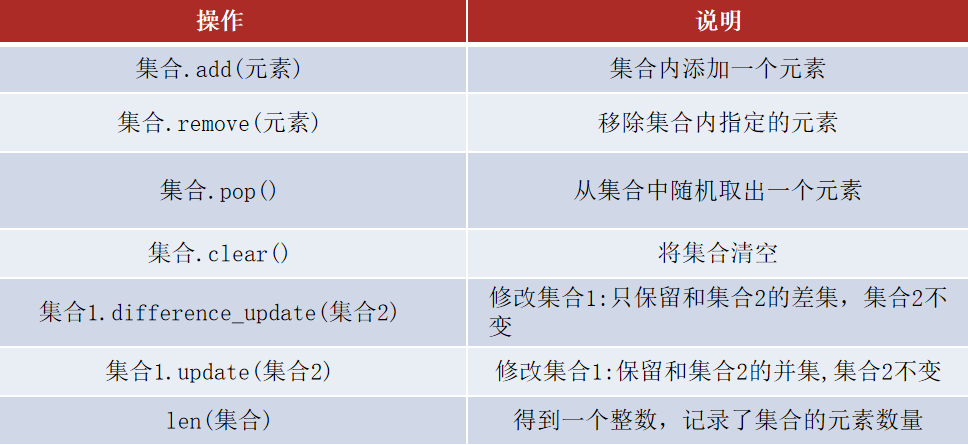 操作 说明
集合.add(元素) 集合内添加一个元素
集合.remove(元素) 移除集合内指定的元素
集合.pop() 从集合中随机取出一个元素
集合.clear() 将集合清空
集合1.difference_update(集合2) 修改集合1:只保留和集合2的差集，集合2不
变
集合1.update(集合2) 修改集合1:保留和集合2的并集,集合2不变
len(集合) 得到一个整数，记录了集合的元素数量